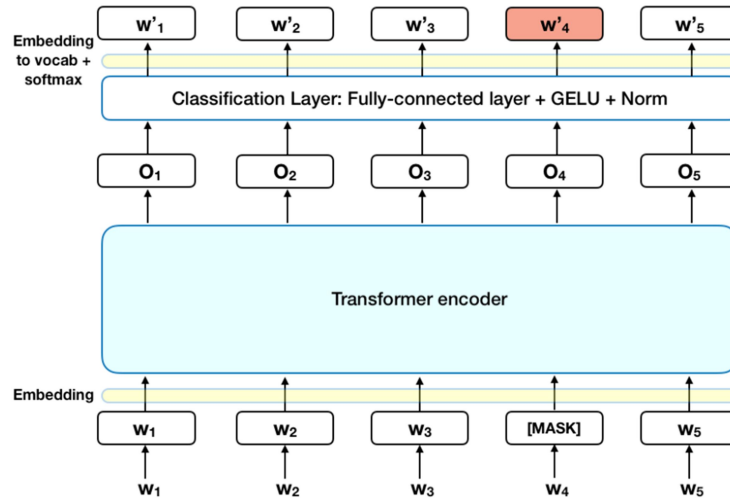 w'1 w'2 w'3 w'4 w'5
Embedding
to vocab +
softmax
Classification Layer: Fully-connected layer + GELU + Norm
O1 O2 O3 O4 O5
Transformer encoder
Embedding
W1 W2 W3 [MASK] W5
W1 W2 W3 W4 W5